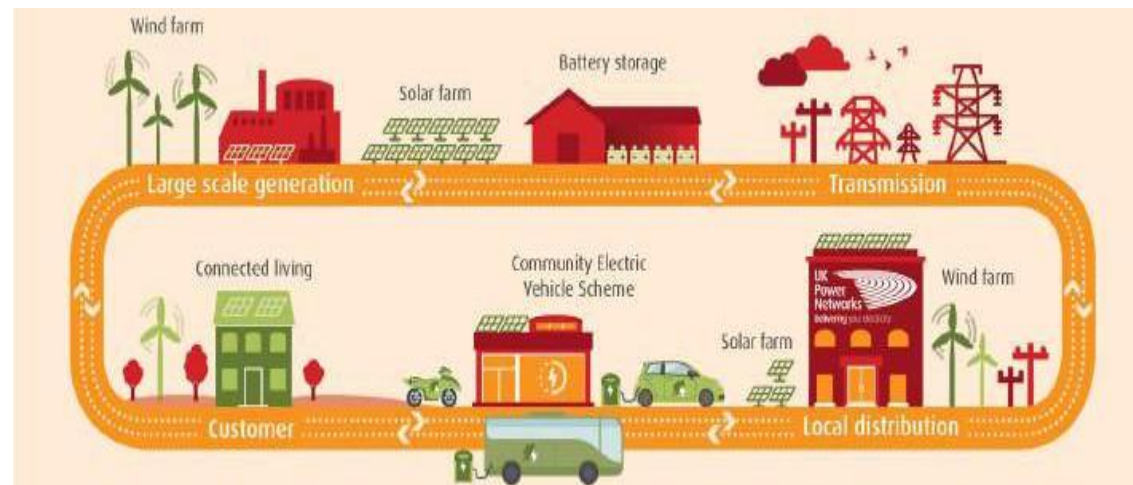 Wind farm
Solar farm
Battery storage
Large scale generation
Transmission
Connected living
Community Electric
Vehicle Scheme
Solar farm
UK
Power
Networks
Delivering your electricity
Wind farm
Customer
Local distribution